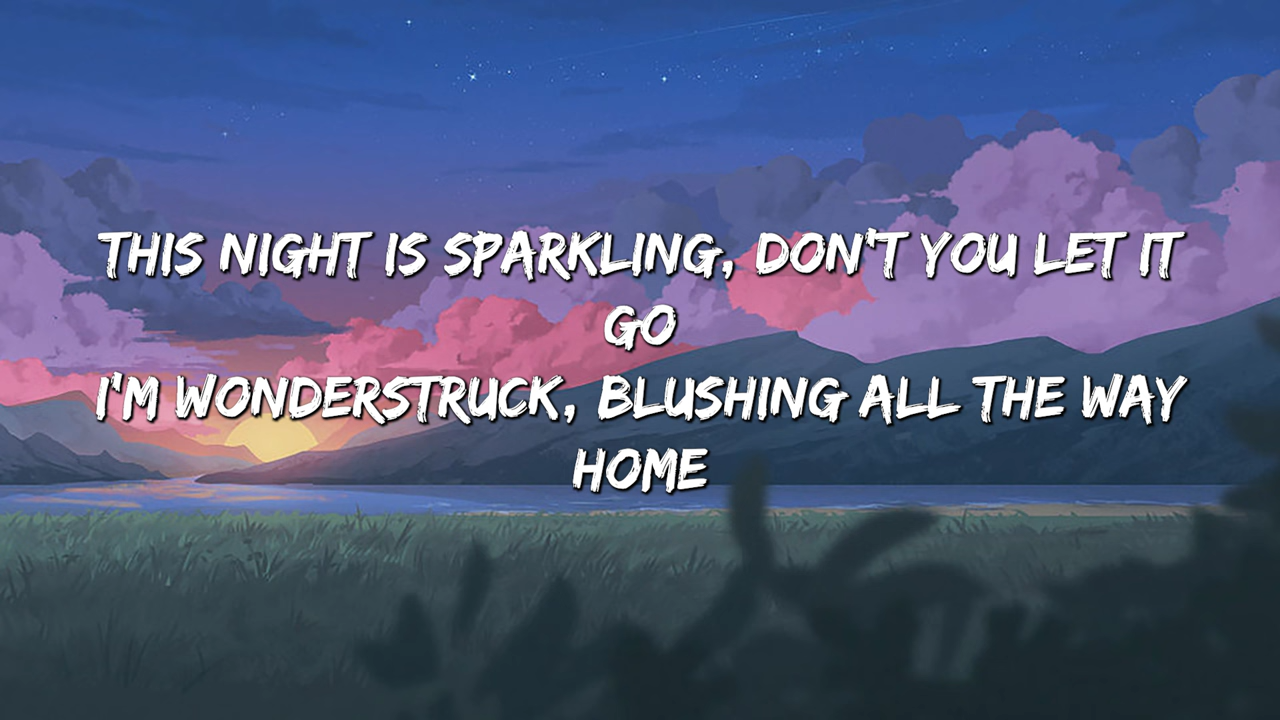 THIS NIGHT IS SPARKLING, DON'T YOU LET IT
GO
I'M WONDERSTRUCK, BLUSHING ALL THE WAY
HOME